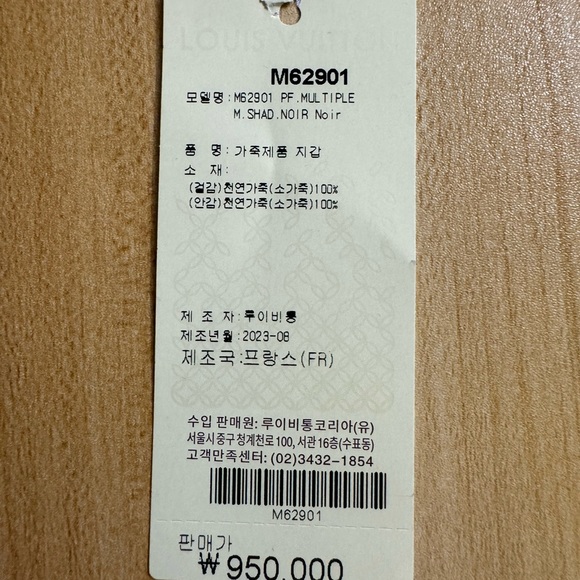 LOUIS VUITTON
M62901
모델명:M62901 PF.MULTIPLE
M.SHAD.NOIR Noir
품 명: 가죽제품 지갑
소 재:
(겉감)천연가죽(소가죽)100%
(안감)천연가죽(소가죽)100%
제 조 자:루이비통
제조년월:2023-08
제조국:프랑스(FR)
수입 판매원: 루이비통코리아(유)
서울시 중구 청계천로 100, 서관 16층(수표동)
고객만족센터: (02)3432-1854
M62901
판매가
₩950,000